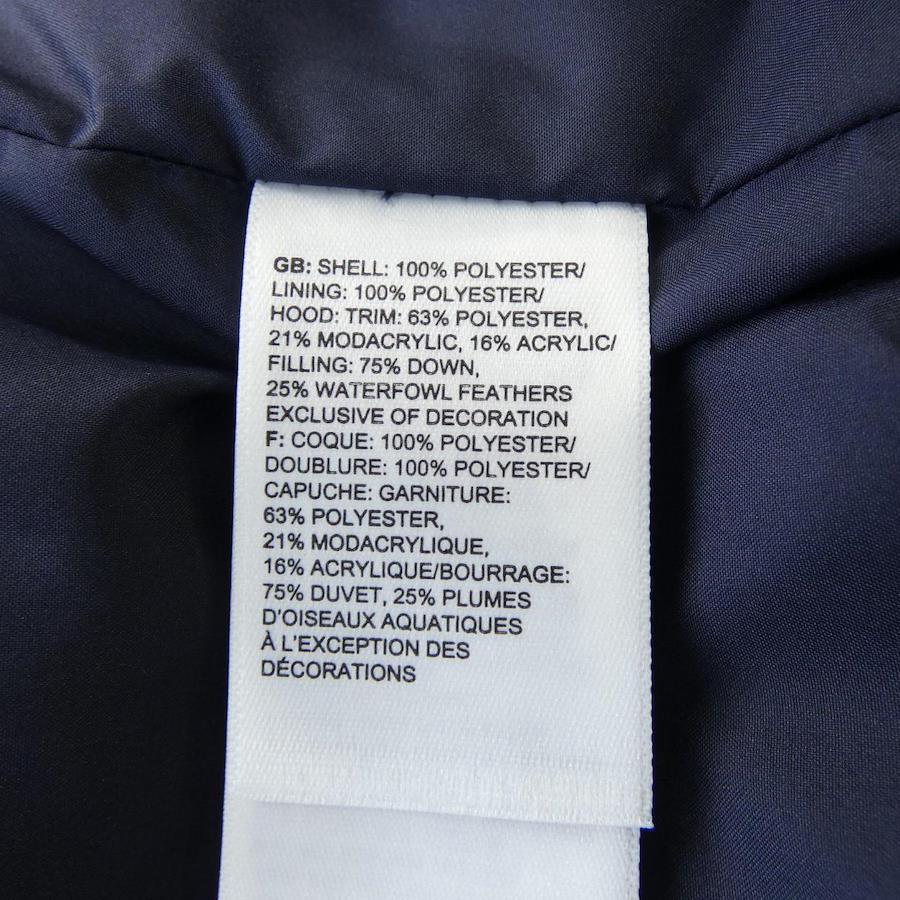 GB: SHELL: 100% POLYESTER/
LINING: 100% POLYESTER/
HOOD: TRIM: 63% POLYESTER,
21% MODACRYLIC, 16% ACRYLIC/
FILLING: 75% DOWN,
25% WATERFOWL FEATHERS
EXCLUSIVE OF DECORATION
F: COQUE: 100% POLYESTER/
DOUBLURE: 100% POLYESTER/
CAPUCHE: GARNITURE:
63% POLYESTER,
21% MODACRYLIQUE,
16% ACRYLIQUE/BOURRAGE:
75% DUVET, 25% PLUMES
D'OISEAUX AQUATIQUES
À L'EXCEPTION DES
DÉCORATIONS